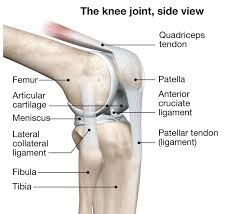 The knee joint, side view
Quadriceps
tendon
Femur
Patella
Articular
cartilage
Anterior
cruciate
ligament
Meniscus
Lateral
collateral
ligament
Patellar tendon
(ligament)
Fibula
Tibia